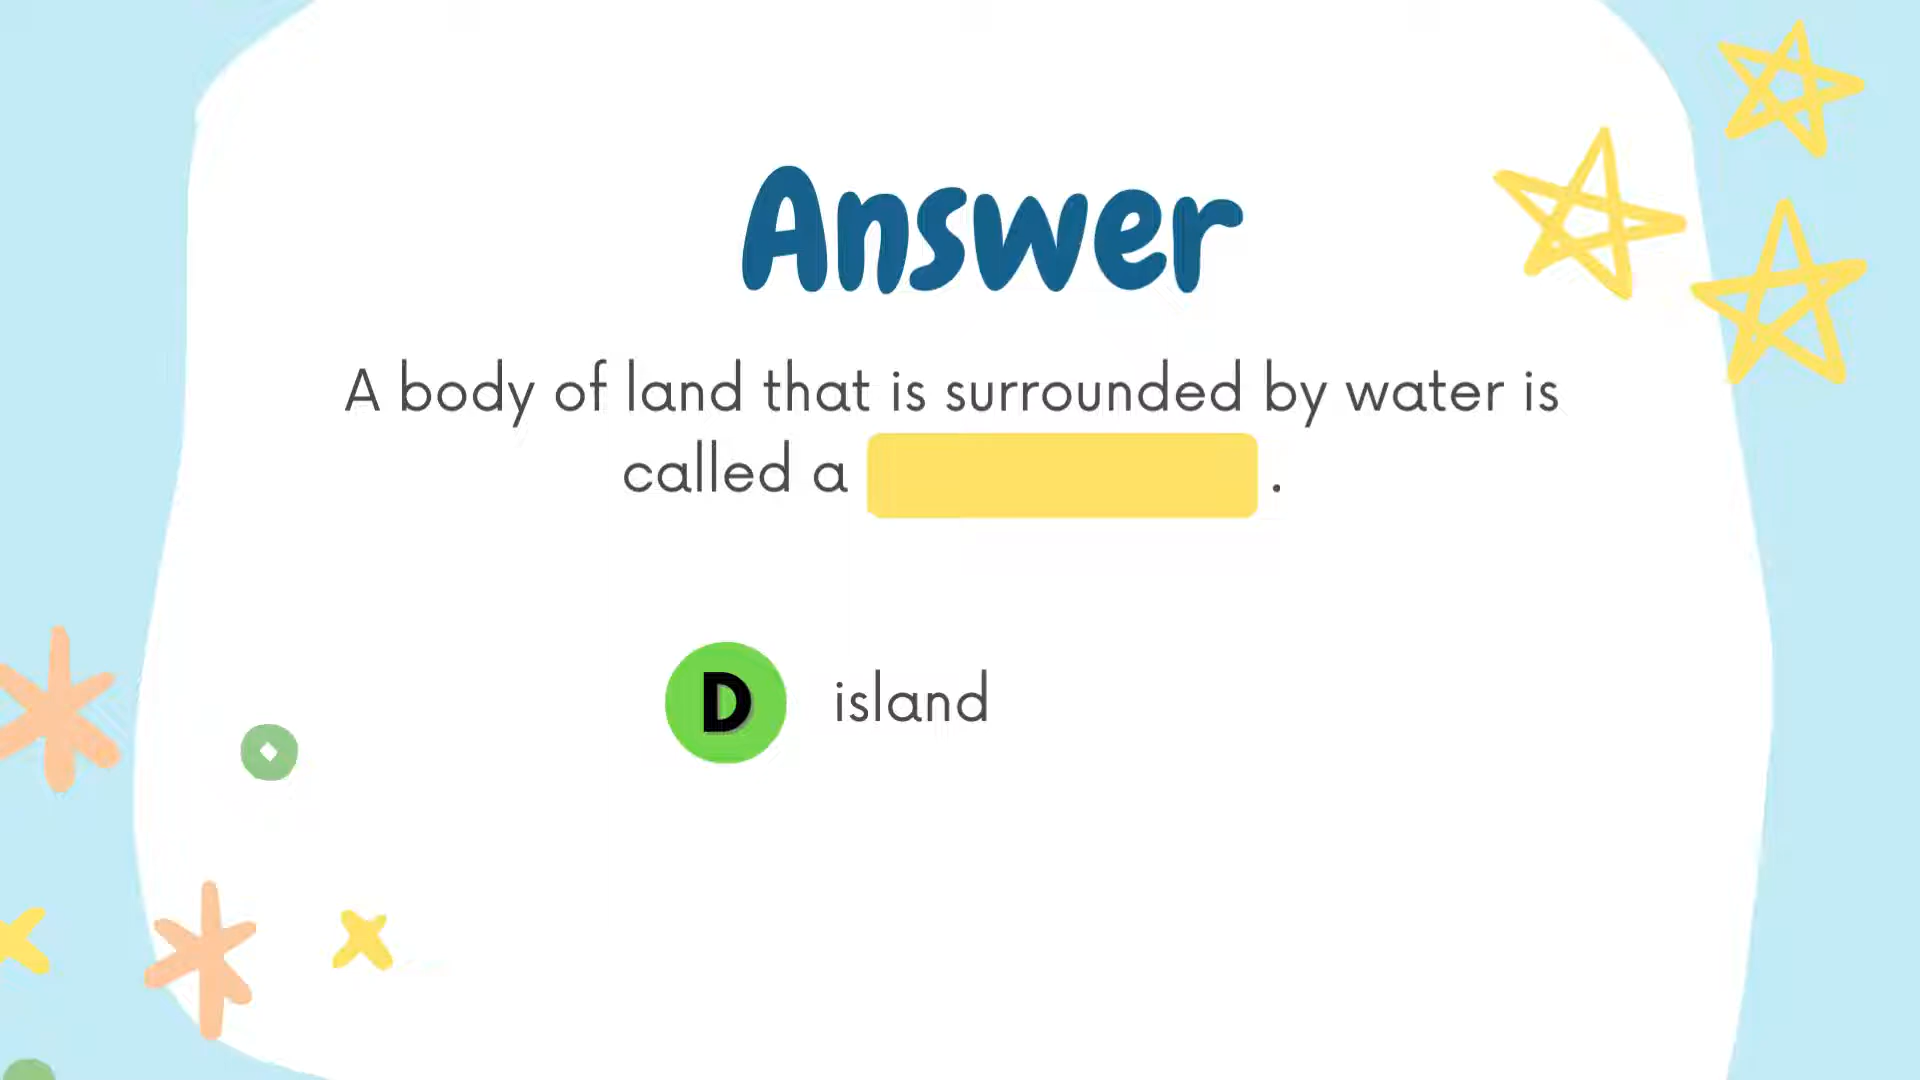 Answer
A body of land that is surrounded by water is
called a .
D island